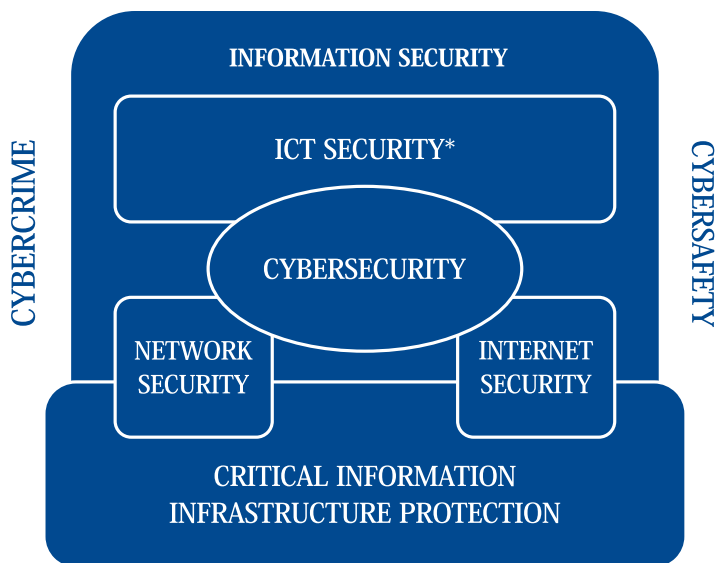 INFORMATION SECURITY
ICT SECURITY*
CYBERCRIME
CYBERSAFETY
CYBERSECURITY
NETWORK
SECURITY
INTERNET
SECURITY
CRITICAL INFORMATION
INFRASTRUCTURE PROTECTION